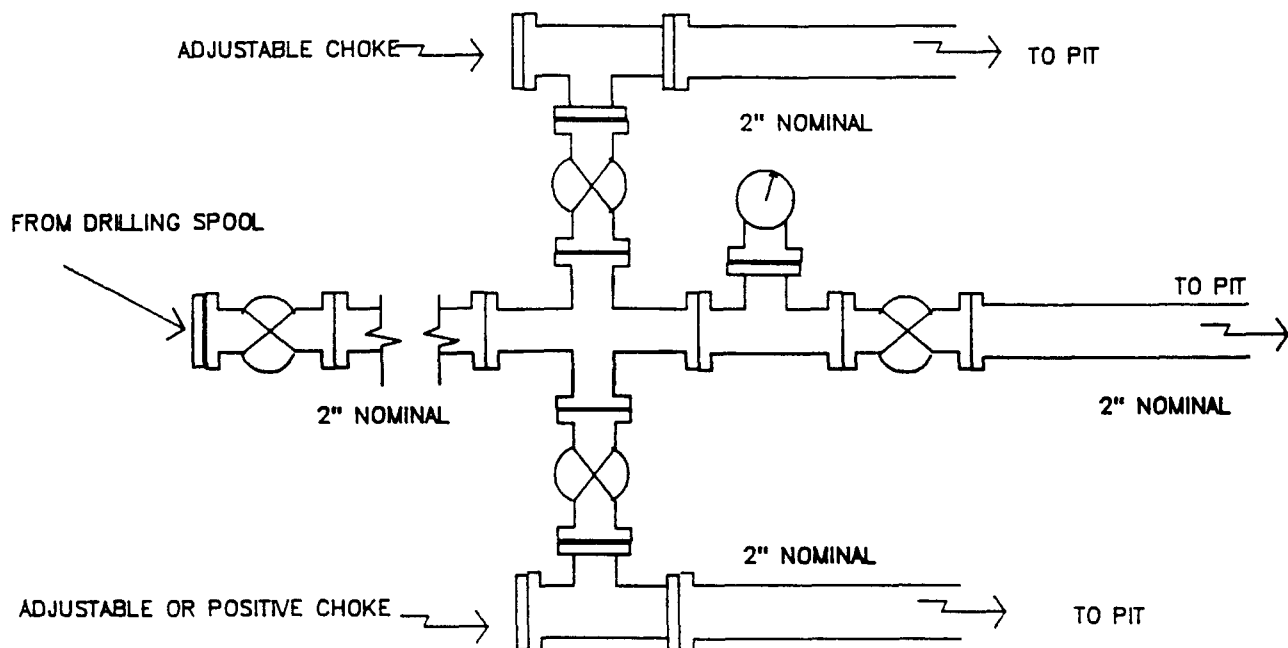 ADJUSTABLE CHOKE
TO PIT
2" NOMINAL
FROM DRILLING SPOOL
TO PIT
2" NOMINAL
2" NOMINAL
2" NOMINAL
ADJUSTABLE OR POSITIVE CHOKE
TO PIT